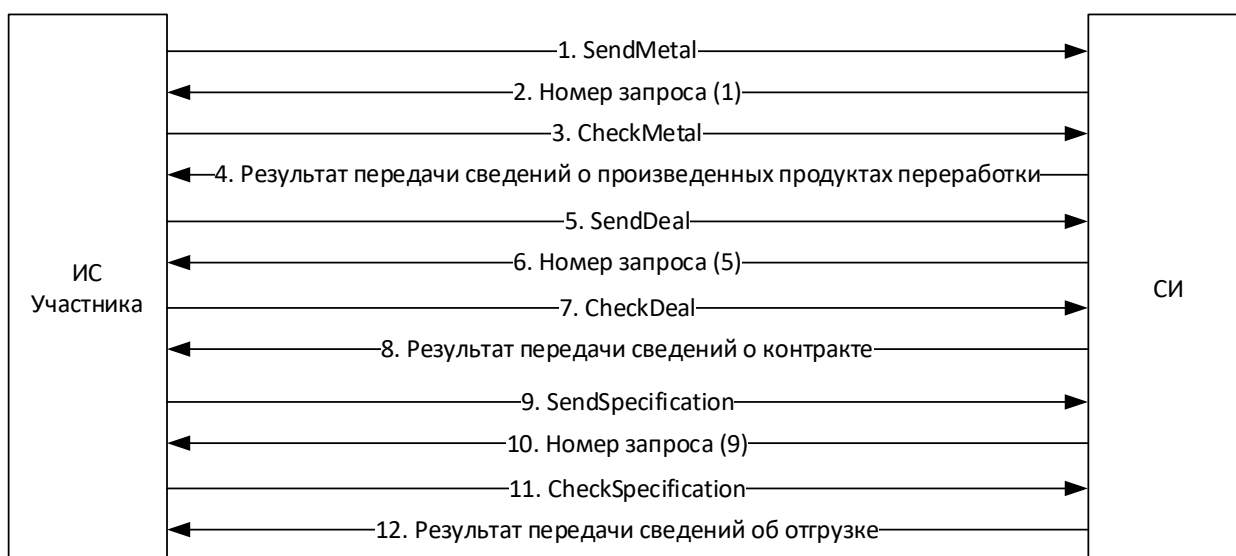 1. SendMetal
2. Номер запроса (1)
3. CheckMetal
4. Результат передачи сведений о произведенных продуктах переработки
5. SendDeal
6. Номер запроса (5)
ИС
Участника
СИ
7. CheckDeal
8. Результат передачи сведений о контракте
9. SendSpecification
10. Номер запроса (9)
11. CheckSpecification
12. Результат передачи сведений об отгрузке